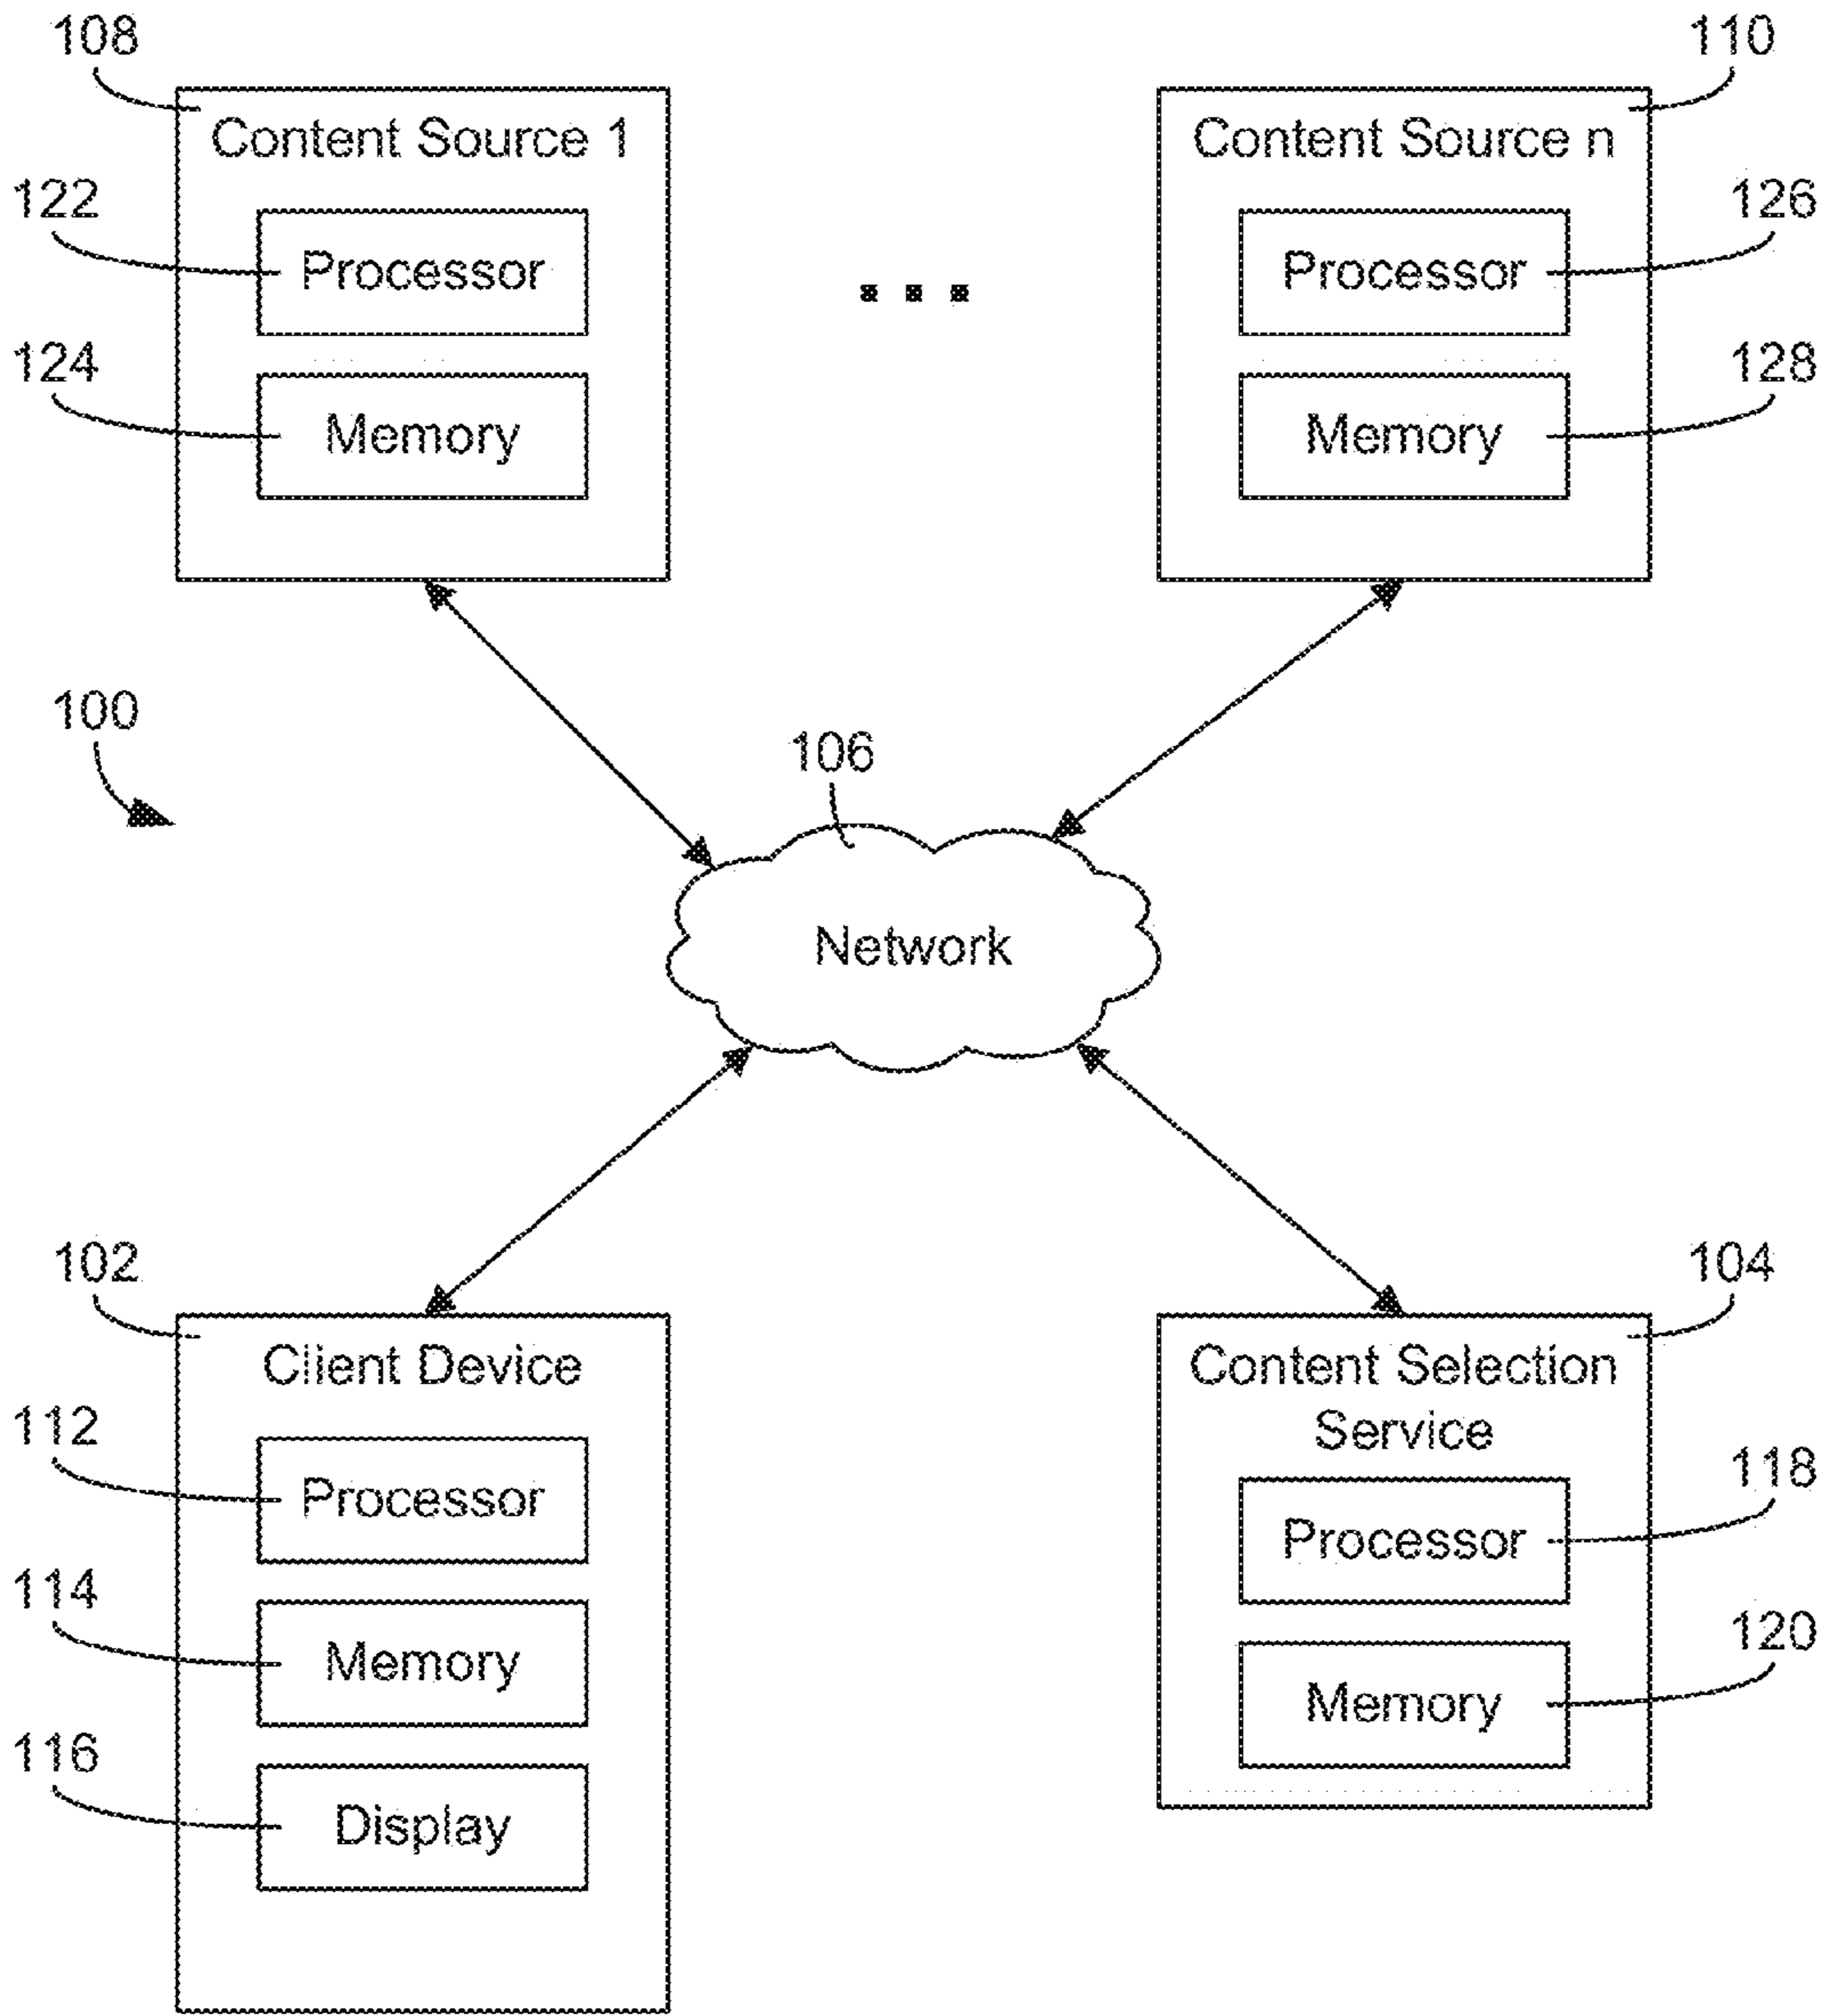 108
110
Content Source 1
Content Source n
122
Processor
Processor
126
124
Memory
Memory
128
...
100
106
Network
102
104
Client Device
Content Selection
Service
112
Processor
118
Processor
114
Memory
120
Memory
116
Display